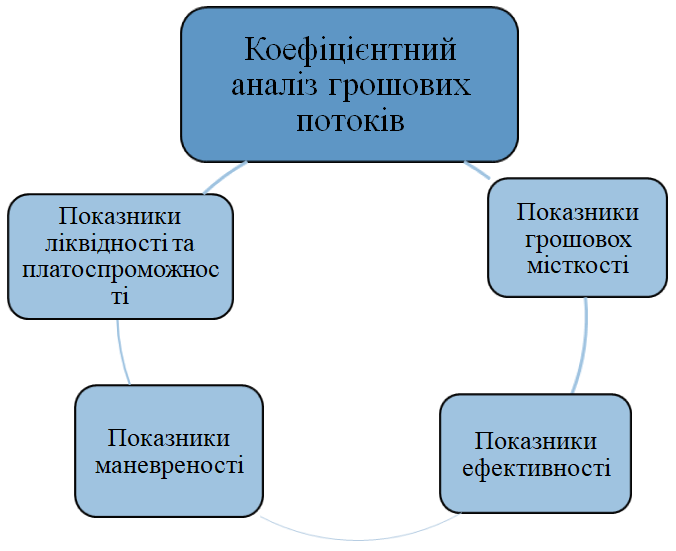 Коефіцієнтний
аналіз грошових
потоків
Показники
ліквідності та
платоспроможнос
ті
Показники
грошовох
місткості
Показники
маневреності
Показники
ефективності